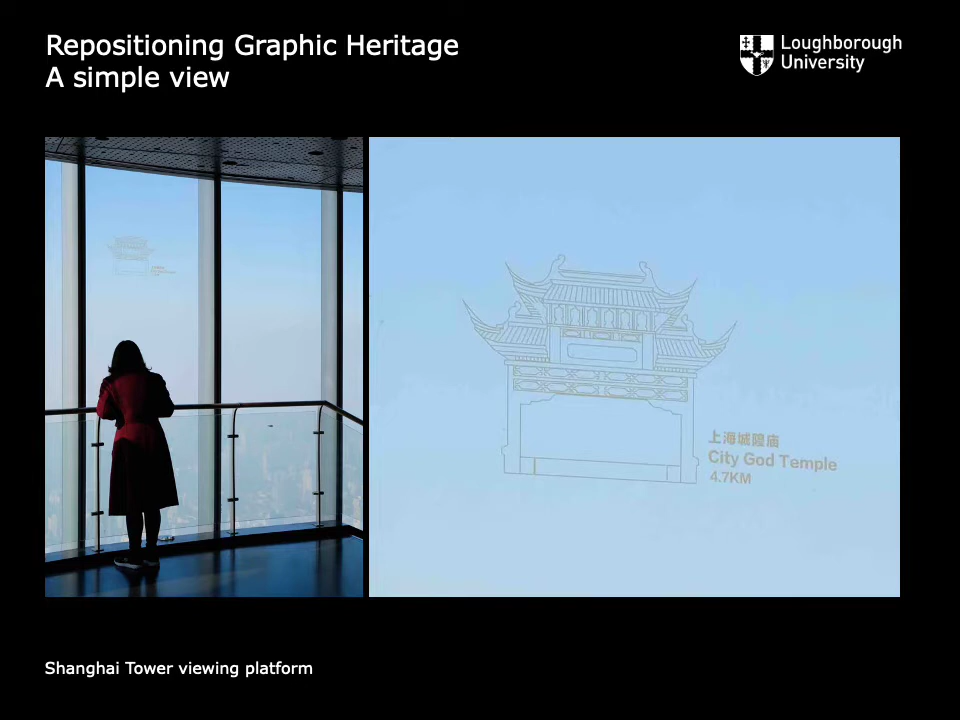 Repositioning Graphic Heritage
A simple view
Loughborough
University
上海城隍庙
City God Temple
4.7KM
Shanghai Tower viewing platform